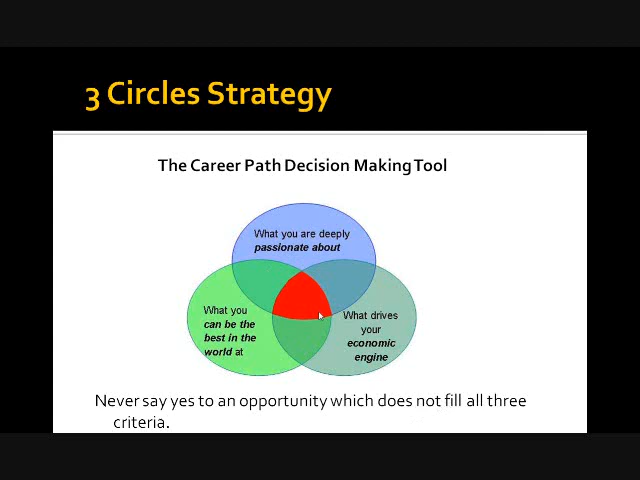 3 Circles Strategy
The Career Path Decision Making Tool
What you are deeply
passionate about
What you
can be the
best in the
world at
What drives
your
economic
engine
Never say yes to an opportunity which does not fill all three
criteria.